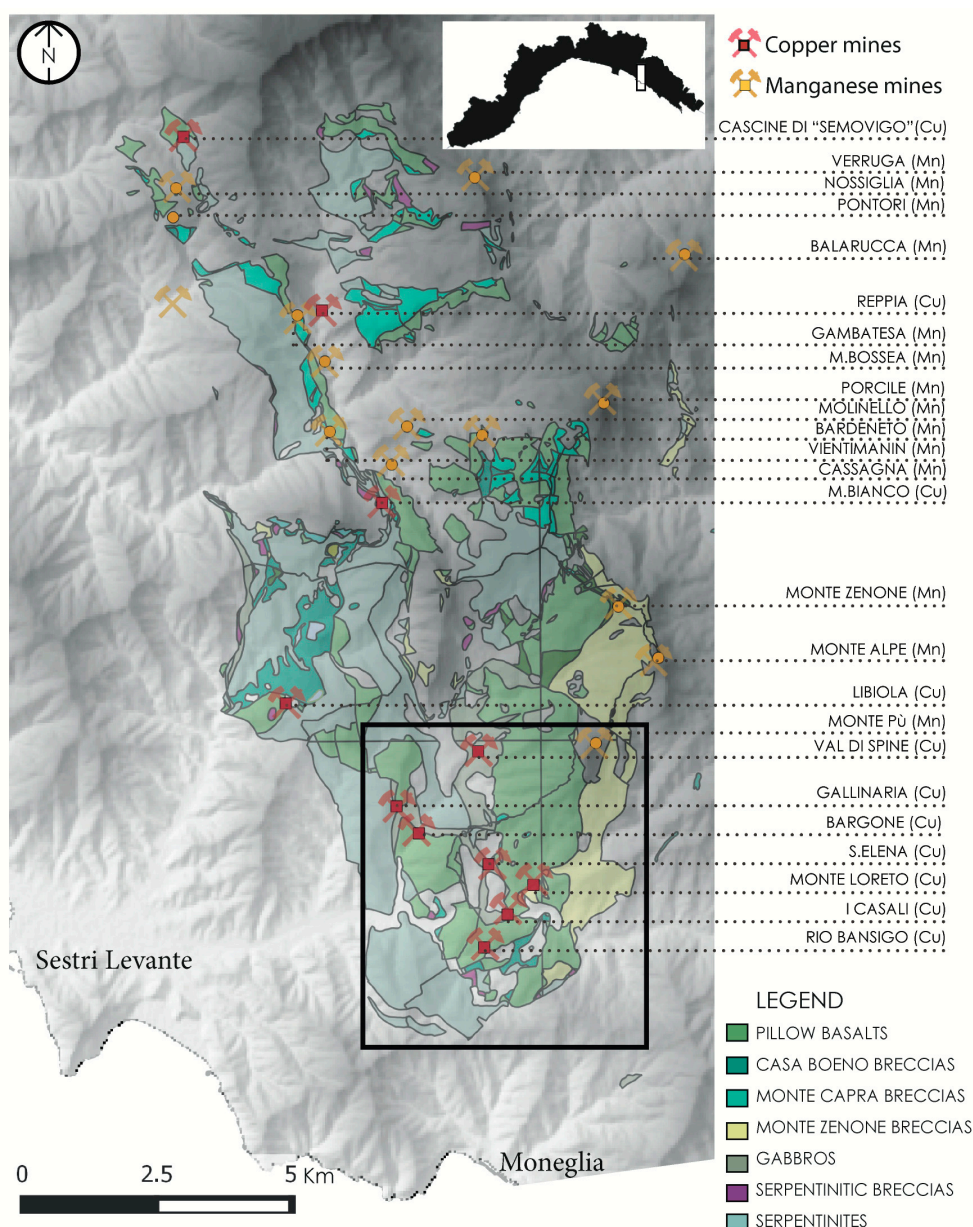 N
Copper mines
Manganese mines
CASCINE DI “SEMOVIGO”(Cu)
VERRUGA (Mn)
NOSSIGLIA (Mn)
PONTORI (Mn)
BALARUCCA (Mn)
REPPIA (Cu)
GAMBATESA (Mn)
M.BOSSEA (Mn)
PORCILE (Mn)
MOLINELLO (Mn)
BARDENETO (Mn)
VIENTIMANIN (Mn)
CASSAGNA (Mn)
M.BIANCO (Cu)
MONTE ZENONE (Mn)
MONTE ALPE (Mn)
LIBIOLA (Cu)
MONTE Pù (Mn)
VAL DI SPINE (Cu)
GALLINARIA (Cu)
BARGONE (Cu)
S.ELENA (Cu)
MONTE LORETO (Cu)
I CASALI (Cu)
RIO BANSIGO (Cu)
Sestri Levante
Moneglia
0 2.5 5 Km
LEGEND
PILLOW BASALTS
CASA BOENO BRECCIAS
MONTE CAPRA BRECCIAS
MONTE ZENONE BRECCIAS
GABBROS
SERPENTINITIC BRECCIAS
SERPENTINITES